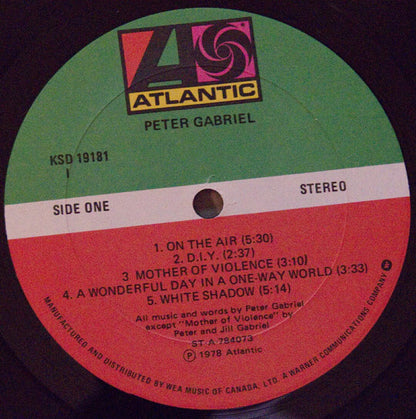 ATLANTIC
PETER GABRIEL
KSD 19181
I
SIDE ONE
STEREO
1. ON THE AIR (5:30)
2. D.I.Y. (2:37)
3 MOTHER OF VIOLENCE (3:10)
4. A WONDERFUL DAY IN A ONE-WAY WORLD (3:33)
5. WHITE SHADOW (5:14)
All music and words by Peter Gabriel
except "Mother of Violence" by
Peter and Jill Gabriel
ST-A-784073
Ⓟ 1978 Atlantic
MANUFACTURED AND DISTRIBUTED BY WEA MUSIC OF CANADA, LTD. A WARNER COMMUNICATIONS COMPANY